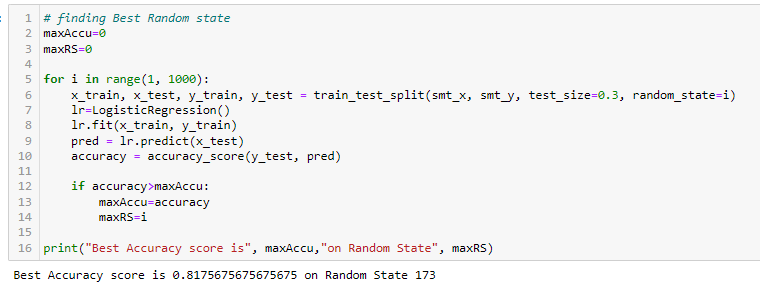 1 # finding Best Random state
2 maxAccu=0
3 maxRS=0
4
5 for i in range(1, 1000):
6     x_train, x_test, y_train, y_test = train_test_split(smt_x, smt_y, test_size=0.3, random_state=i)
7     lr=LogisticRegression()
8     lr.fit(x_train, y_train)
9     pred = lr.predict(x_test)
10     accuracy = accuracy_score(y_test, pred)
11
12     if accuracy>maxAccu:
13         maxAccu=accuracy
14         maxRS=i
15
16 print("Best Accuracy score is", maxAccu,"on Random State", maxRS)
Best Accuracy score is 0.8175675675675675 on Random State 173